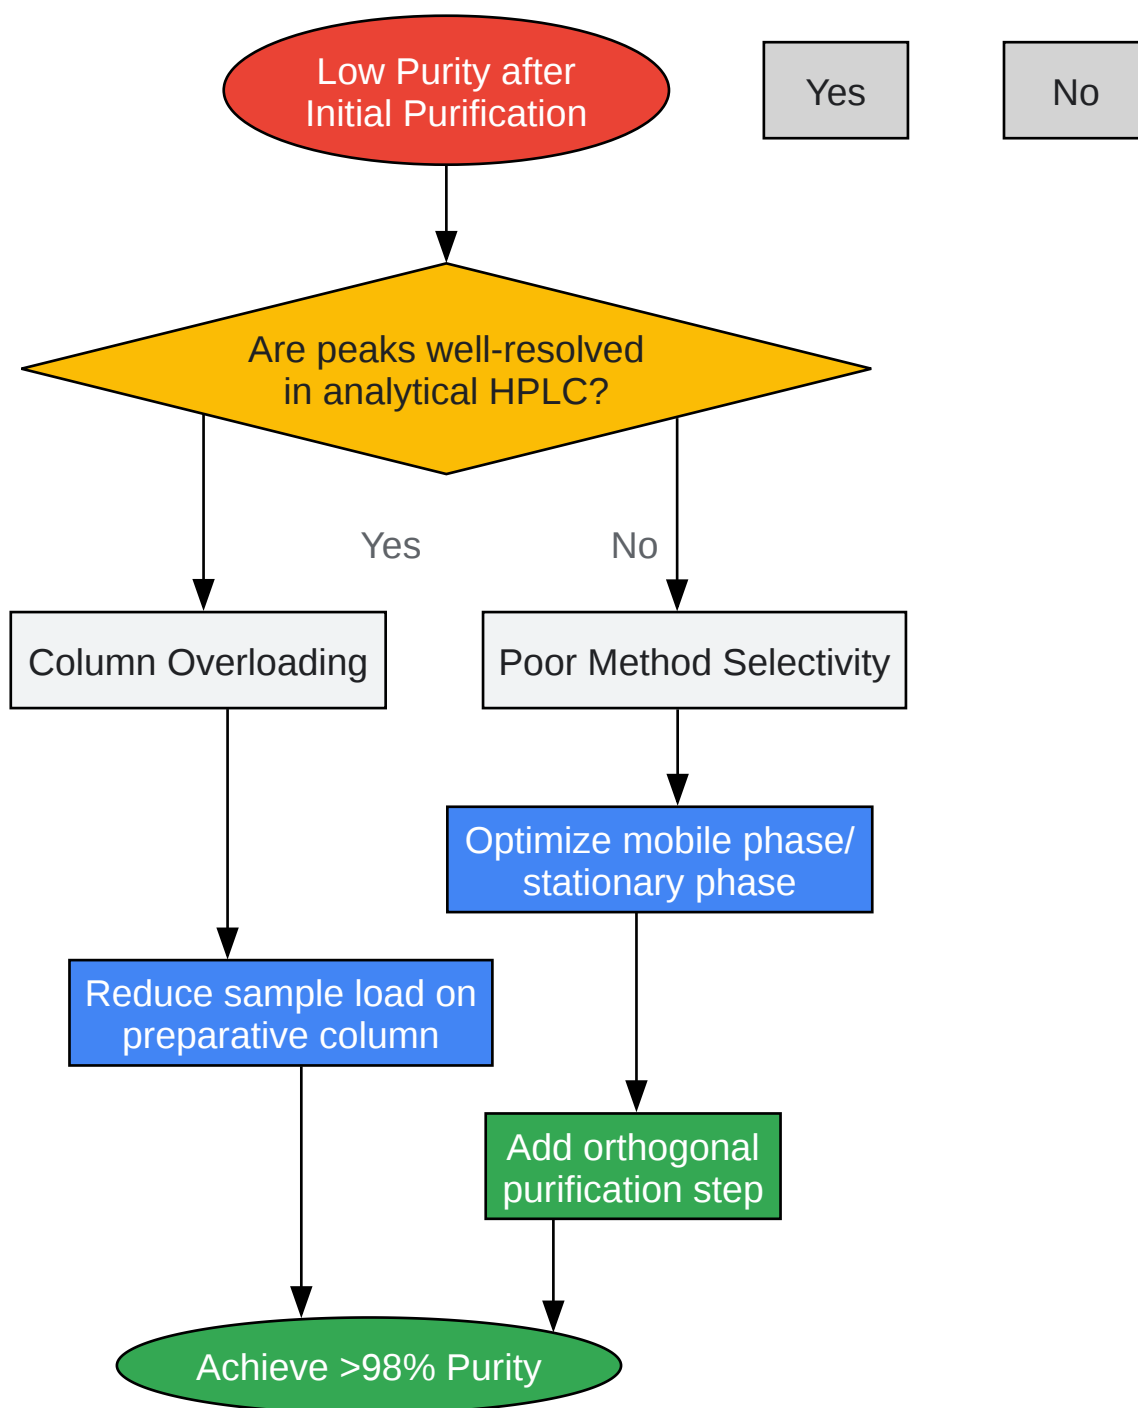 Low Purity after
Initial Purification
Yes
No
Are peaks well-resolved
in analytical HPLC?
Yes
No
Column Overloading
Poor Method Selectivity
Optimize mobile phase/
stationary phase
Reduce sample load on
preparative column
Add orthogonal
purification step
Achieve >98% Purity